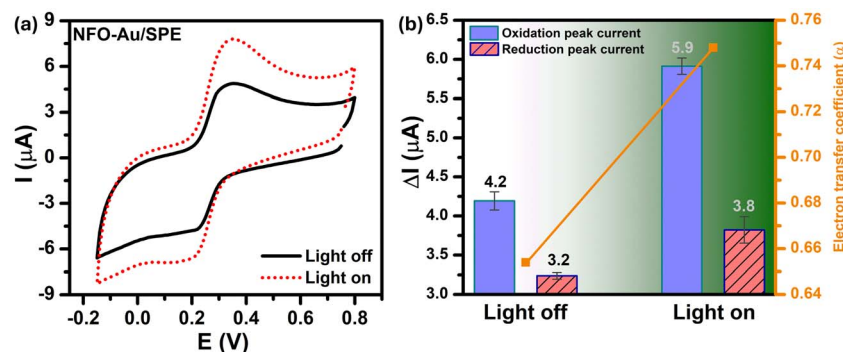 (a)
NFO-Au/SPE
I (μA)
9
6
3
0
-3
-6
-9
Light off
Light on
-0.2 0.0 0.2 0.4 0.6 0.8
E (V)
(b)
Oxidation peak current
Reduction peak current
ΔI (μA)
6.5
6.0
5.5
5.0
4.5
4.0
3.5
3.0
4.2
3.2
5.9
3.8
Light off Light on
0.76
0.74
0.72
0.70
0.68
0.66
0.64
Electron transfer coefficient (α)